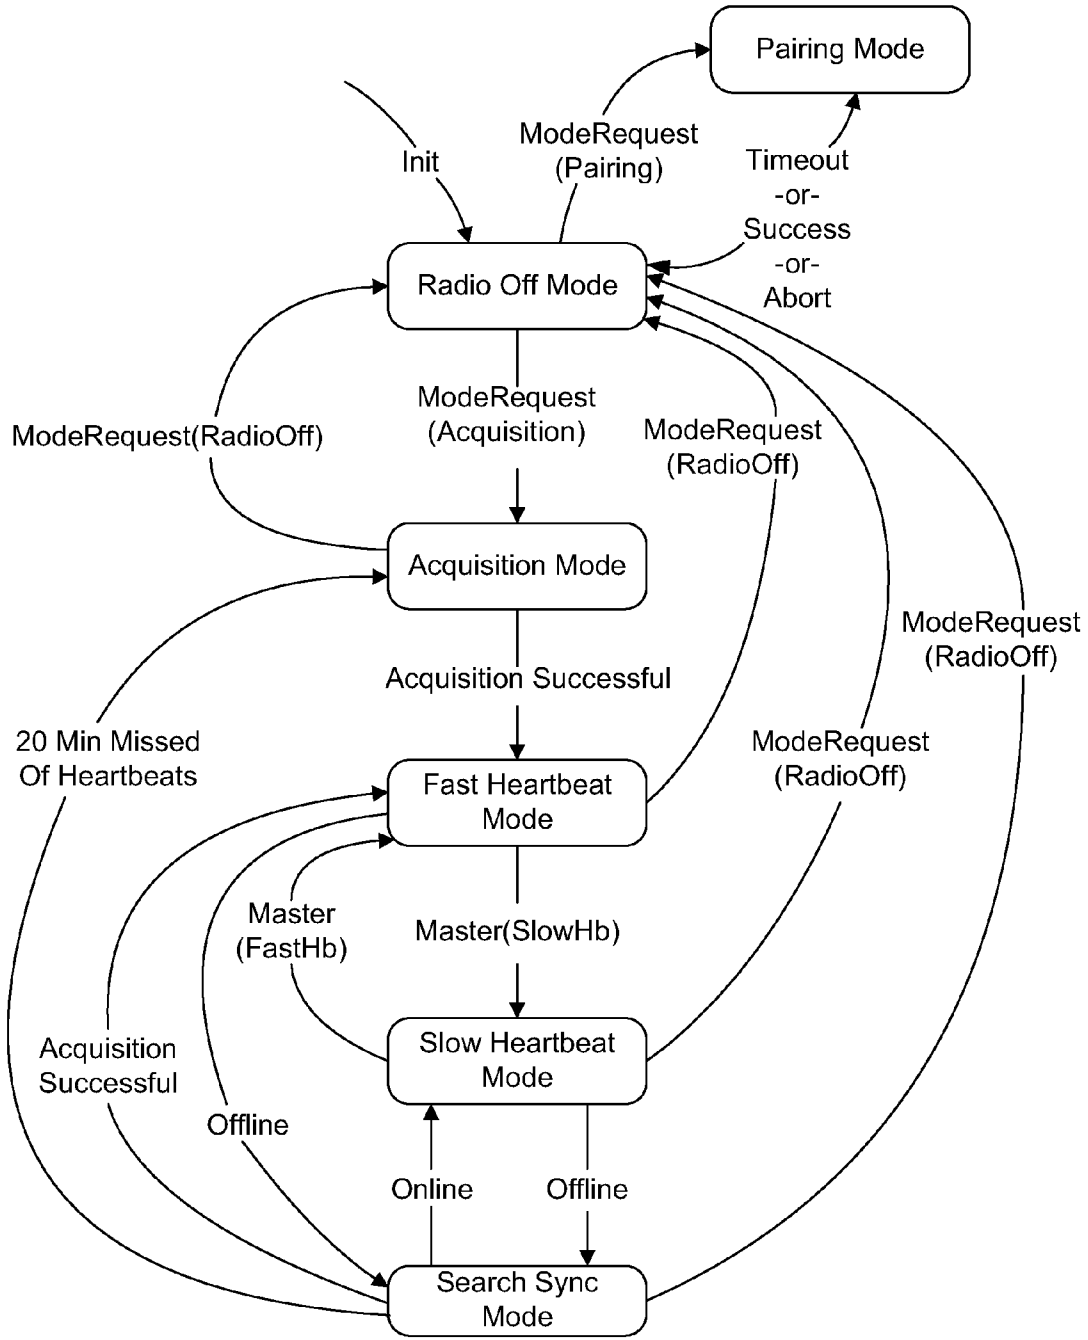 Pairing Mode
ModeRequest
(Pairing)
Init
Timeout
-or-
Success
-or-
Abort
Radio Off Mode
ModeRequest
(Acquisition)
ModeRequest(RadioOff)
ModeRequest
(RadioOff)
Acquisition Mode
ModeRequest
(RadioOff)
Acquisition Successful
20 Min Missed
Of Heartbeats
ModeRequest
(RadioOff)
Fast Heartbeat
Mode
Master
(FastHb)
Master(SlowHb)
Acquisition
Successful
Slow Heartbeat
Mode
Offline
Online
Offline
Search Sync
Mode